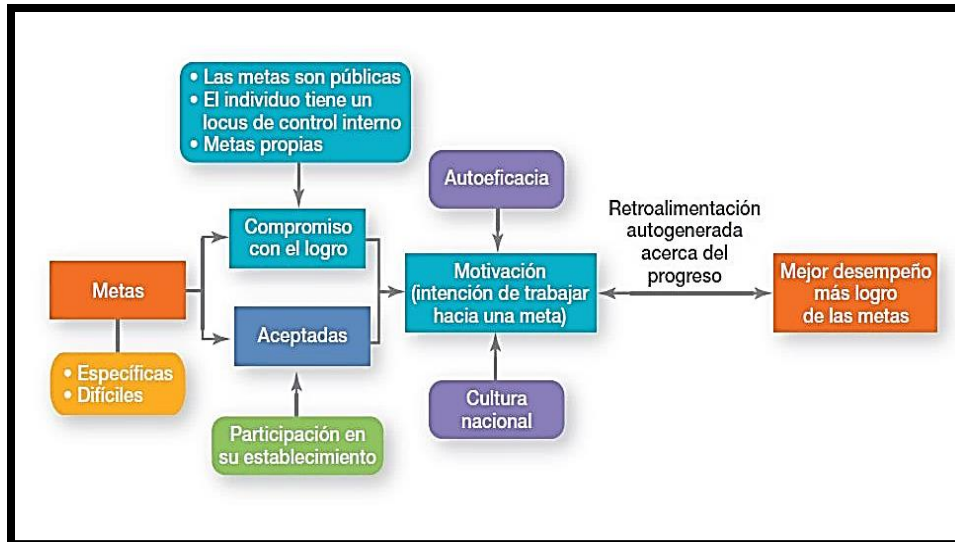 • Las metas son públicas
• El individuo tiene un
locus de control interno
• Metas propias
Autoeficacia
Retroalimentación
autogenerada
acerca del
progreso
Compromiso
con el logro
Metas
Motivación
(intención de trabajar
hacia una meta)
Mejor desempeño
más logro
de las metas
Aceptadas
• Específicas
• Difíciles
Cultura
nacional
Participación en
su establecimiento